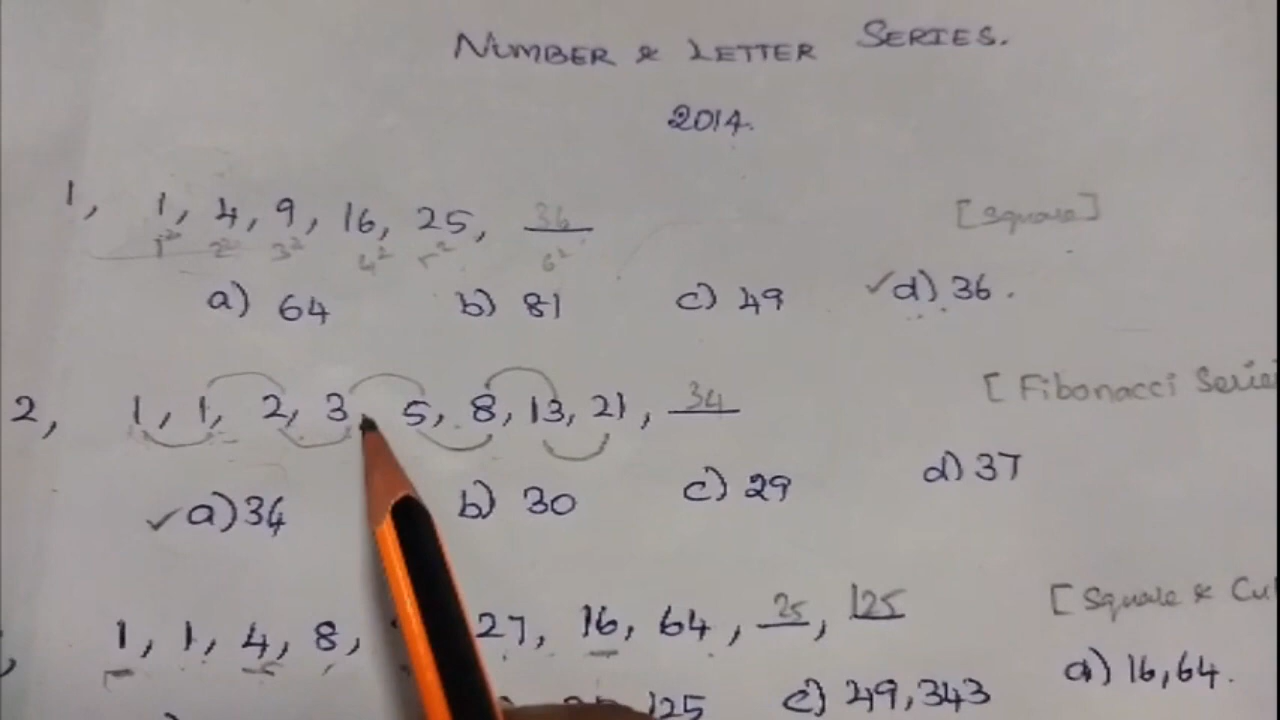 NUMBER & LETTER SERIES.
2014.
1, 1, 4, 9, 16, 25, 36 [Square]
1² 2² 3² 4² 5² 6²
a) 64 b) 81 c) 49 ✓d) 36.
2, 1, 1, 2, 3, 5, 8, 13, 21, 34 [Fibonacci Series
✓a) 34 b) 30 c) 29 d) 37
1, 1, 4, 8, 27, 16, 64, 25, 125 [Square & Cu
125 c) 49,343 d) 16,64.